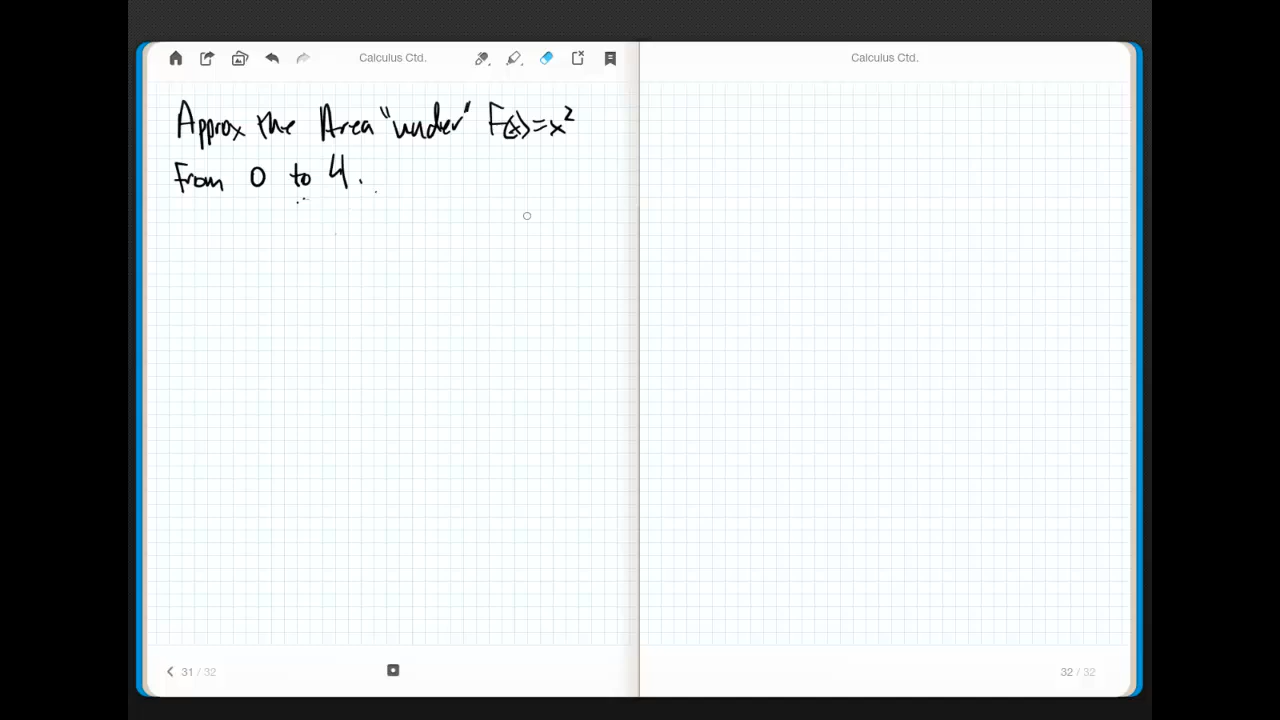 Calculus Ctd.
Approx the Area "under" F(x)=x²
From 0 to 4.
31 / 32
Calculus Ctd.
32 / 32